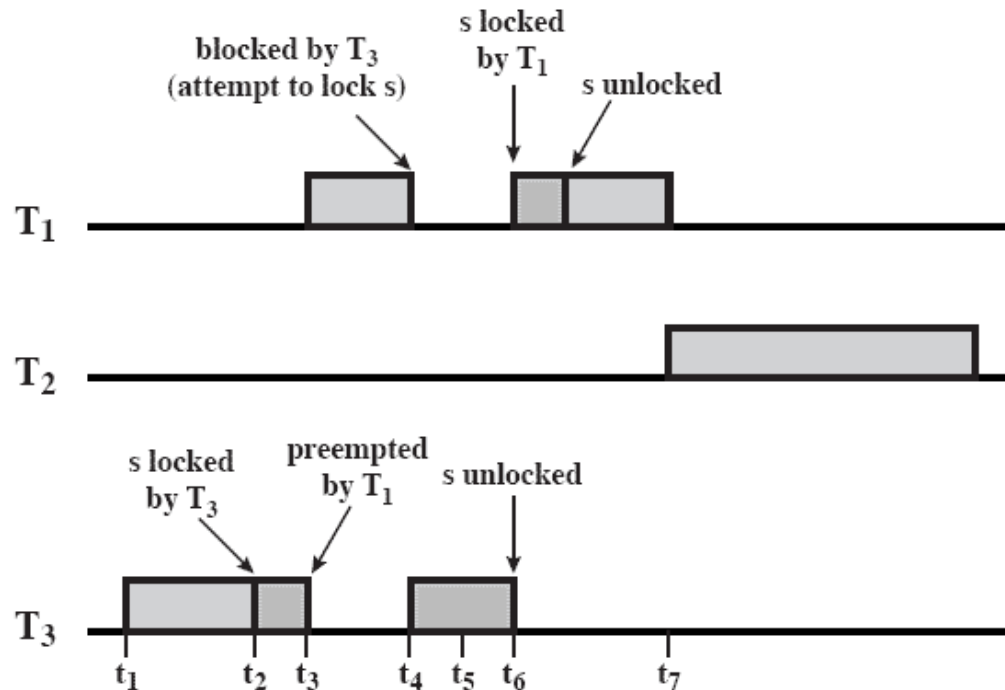 blocked by T₃
(attempt to lock s)
s locked
by T₁
s unlocked
T₁
T₂
s locked
by T₃
preempted
by T₁
s unlocked
T₃
t₁ t₂ t₃ t₄ t₅ t₆ t₇